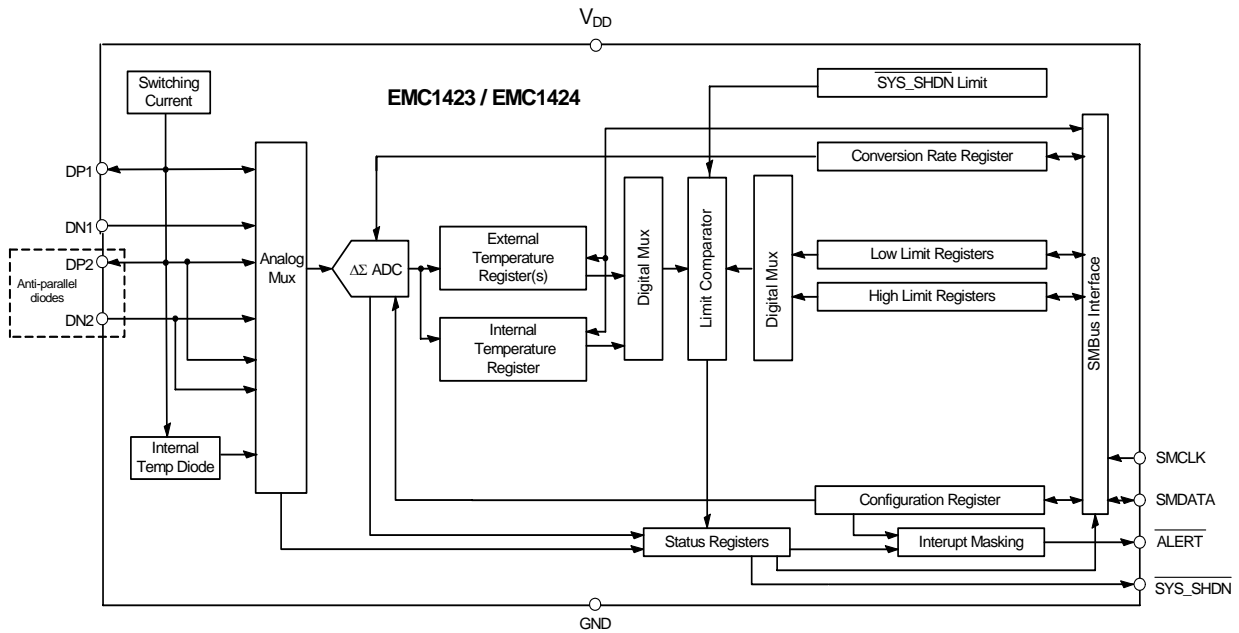 VDD
Switching
Current
EMC1423 / EMC1424
SYS_SHDN Limit
DP1
Conversion Rate Register
DN1
DP2
Anti-parallel
diodes
DN2
Analog
Mux
ΔΣ ADC
External
Temperature
Register(s)
Internal
Temperature
Register
Digital Mux
Limit Comparator
Digital Mux
Low Limit Registers
High Limit Registers
SMBus Interface
Internal
Temp Diode
SMCLK
Configuration Register
SMDATA
Status Registers
Interupt Masking
ALERT
SYS_SHDN
GND